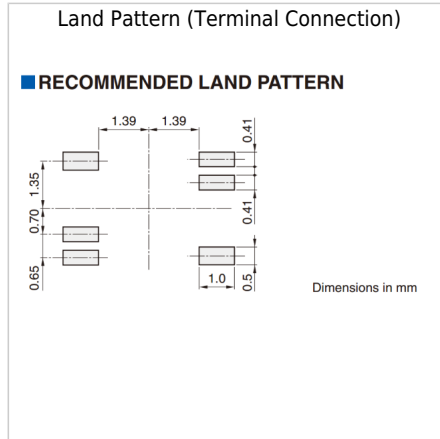 Land Pattern (Terminal Connection)
RECOMMENDED LAND PATTERN
1.39 1.39
0.41
1.35
0.41
0.70
0.65
1.0
0.5
Dimensions in mm